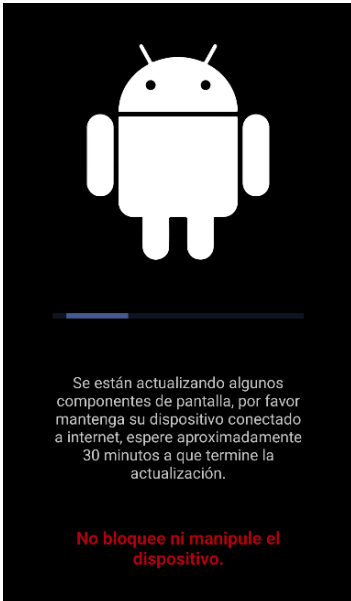 Se están actualizando algunos
componentes de pantalla, por favor
mantenga su dispositivo conectado
a internet, espere aproximadamente
30 minutos a que termine la
actualización.
No bloquee ni manipule el
dispositivo.